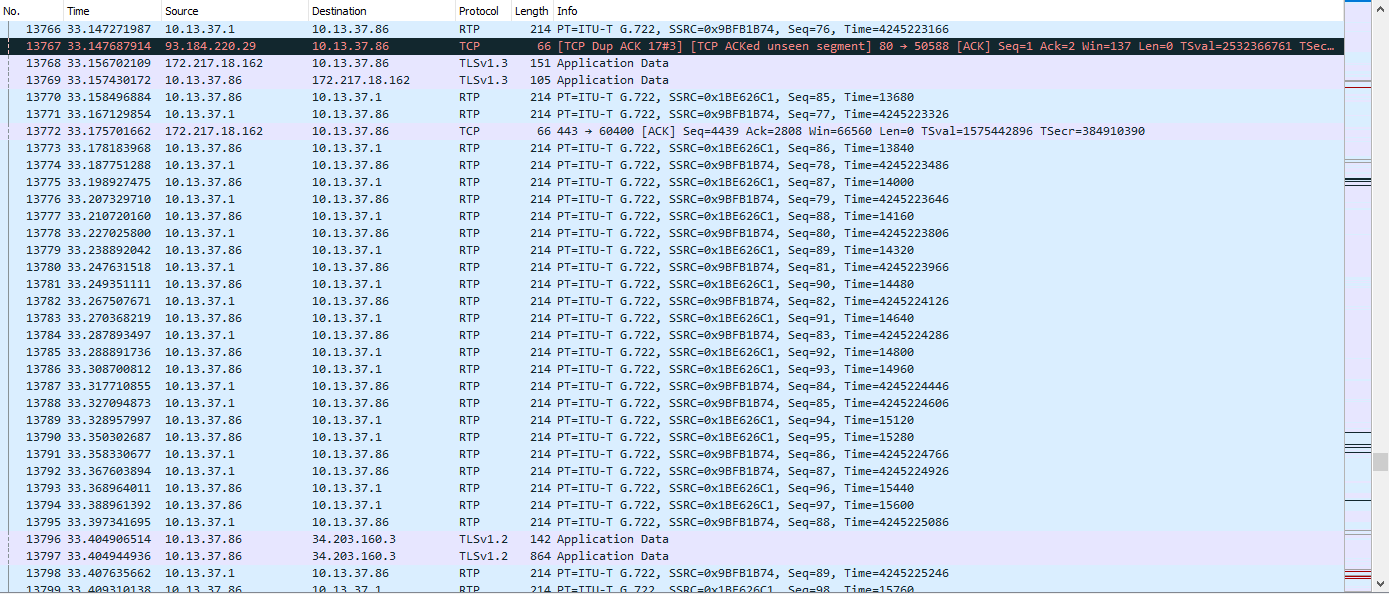 No. Time Source Destination Protocol Length Info
13766 33.147271987 10.13.37.1 10.13.37.86 RTP 214 PT=ITU-T G.722, SSRC=0x9BFB1B74, Seq=76, Time=4245223166
13767 33.147687914 93.184.220.29 10.13.37.86 TCP 66 [TCP Dup ACK 17#3] [TCP ACKed unseen segment] 80 → 50588 [ACK] Seq=1 Ack=2 Win=137 Len=0 TSval=2532366761 TSec…
13768 33.156702109 172.217.18.162 10.13.37.86 TLSv1.3 151 Application Data
13769 33.157430172 10.13.37.86 172.217.18.162 TLSv1.3 105 Application Data
13770 33.158496884 10.13.37.86 10.13.37.1 RTP 214 PT=ITU-T G.722, SSRC=0x1BE626C1, Seq=85, Time=13680
13771 33.167129854 10.13.37.1 10.13.37.86 RTP 214 PT=ITU-T G.722, SSRC=0x9BFB1B74, Seq=77, Time=4245223326
13772 33.175701662 172.217.18.162 10.13.37.86 TCP 66 443 → 60400 [ACK] Seq=4439 Ack=2808 Win=66560 Len=0 TSval=1575442896 TSecr=384910390
13773 33.178183968 10.13.37.86 10.13.37.1 RTP 214 PT=ITU-T G.722, SSRC=0x1BE626C1, Seq=86, Time=13840
13774 33.187751288 10.13.37.1 10.13.37.86 RTP 214 PT=ITU-T G.722, SSRC=0x9BFB1B74, Seq=78, Time=4245223486
13775 33.198927475 10.13.37.86 10.13.37.1 RTP 214 PT=ITU-T G.722, SSRC=0x1BE626C1, Seq=87, Time=14000
13776 33.207329710 10.13.37.1 10.13.37.86 RTP 214 PT=ITU-T G.722, SSRC=0x9BFB1B74, Seq=79, Time=4245223646
13777 33.210720160 10.13.37.86 10.13.37.1 RTP 214 PT=ITU-T G.722, SSRC=0x1BE626C1, Seq=88, Time=14160
13778 33.227025800 10.13.37.1 10.13.37.86 RTP 214 PT=ITU-T G.722, SSRC=0x9BFB1B74, Seq=80, Time=4245223806
13779 33.238892042 10.13.37.86 10.13.37.1 RTP 214 PT=ITU-T G.722, SSRC=0x1BE626C1, Seq=89, Time=14320
13780 33.247631518 10.13.37.1 10.13.37.86 RTP 214 PT=ITU-T G.722, SSRC=0x9BFB1B74, Seq=81, Time=4245223966
13781 33.249351111 10.13.37.86 10.13.37.1 RTP 214 PT=ITU-T G.722, SSRC=0x1BE626C1, Seq=90, Time=14480
13782 33.267507671 10.13.37.1 10.13.37.86 RTP 214 PT=ITU-T G.722, SSRC=0x9BFB1B74, Seq=82, Time=4245224126
13783 33.270368219 10.13.37.86 10.13.37.1 RTP 214 PT=ITU-T G.722, SSRC=0x1BE626C1, Seq=91, Time=14640
13784 33.287893497 10.13.37.1 10.13.37.86 RTP 214 PT=ITU-T G.722, SSRC=0x9BFB1B74, Seq=83, Time=4245224286
13785 33.288891736 10.13.37.86 10.13.37.1 RTP 214 PT=ITU-T G.722, SSRC=0x1BE626C1, Seq=92, Time=14800
13786 33.308700812 10.13.37.86 10.13.37.1 RTP 214 PT=ITU-T G.722, SSRC=0x1BE626C1, Seq=93, Time=14960
13787 33.317710855 10.13.37.1 10.13.37.86 RTP 214 PT=ITU-T G.722, SSRC=0x9BFB1B74, Seq=84, Time=4245224446
13788 33.327094873 10.13.37.1 10.13.37.86 RTP 214 PT=ITU-T G.722, SSRC=0x9BFB1B74, Seq=85, Time=4245224606
13789 33.328957997 10.13.37.86 10.13.37.1 RTP 214 PT=ITU-T G.722, SSRC=0x1BE626C1, Seq=94, Time=15120
13790 33.350302687 10.13.37.86 10.13.37.1 RTP 214 PT=ITU-T G.722, SSRC=0x1BE626C1, Seq=95, Time=15280
13791 33.358330677 10.13.37.1 10.13.37.86 RTP 214 PT=ITU-T G.722, SSRC=0x9BFB1B74, Seq=86, Time=4245224766
13792 33.367603894 10.13.37.1 10.13.37.86 RTP 214 PT=ITU-T G.722, SSRC=0x9BFB1B74, Seq=87, Time=4245224926
13793 33.368964011 10.13.37.86 10.13.37.1 RTP 214 PT=ITU-T G.722, SSRC=0x1BE626C1, Seq=96, Time=15440
13794 33.388961392 10.13.37.86 10.13.37.1 RTP 214 PT=ITU-T G.722, SSRC=0x1BE626C1, Seq=97, Time=15600
13795 33.397341695 10.13.37.1 10.13.37.86 RTP 214 PT=ITU-T G.722, SSRC=0x9BFB1B74, Seq=88, Time=4245225086
13796 33.404906514 10.13.37.86 34.203.160.3 TLSv1.2 142 Application Data
13797 33.404944936 10.13.37.86 34.203.160.3 TLSv1.2 864 Application Data
13798 33.407635662 10.13.37.1 10.13.37.86 RTP 214 PT=ITU-T G.722, SSRC=0x9BFB1B74, Seq=89, Time=4245225246
13799 33.409310138 10.13.37.86 10.13.37.1 RTP 214 PT=ITU-T G.722, SSRC=0x1BE626C1, Seq=98, Time=15760